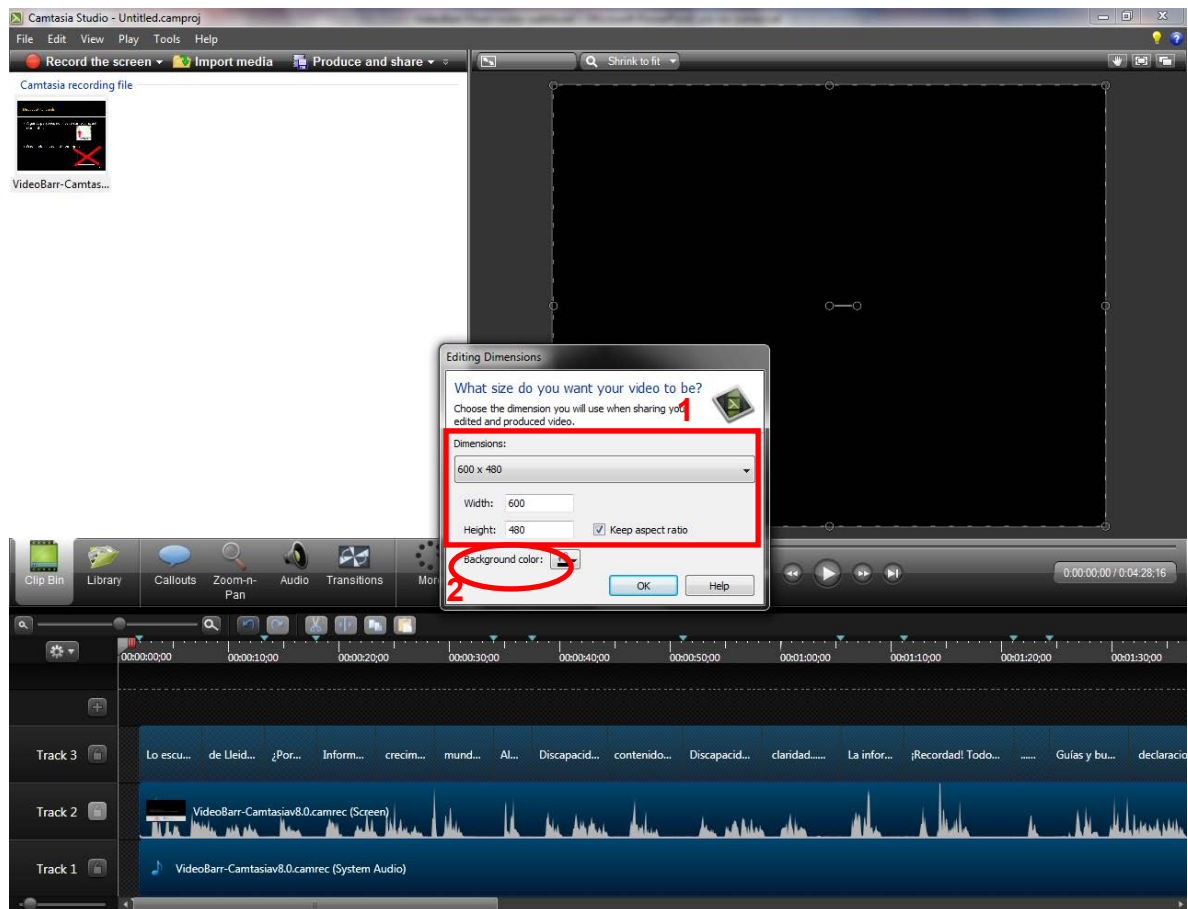 Camtasia Studio - Untitled.camproj
File Edit View Play Tools Help
Record the screen Import media Produce and share
Shrink to fit
Camtasia recording file
VideoBarr-Camtas...
Editing Dimensions
What size do you want your video to be?
1
Choose the dimension you will use when sharing your
edited and produced video.
Dimensions:
600 x 480
Width: 600
Height: 480 Keep aspect ratio
Background color:
2
OK Help
Clip Bin Library Callouts Zoom-n-Pan Audio Transitions Mor
0:00:00;00 / 0:04:28;16
00:00:00;00 00:00:10;00 00:00:20;00 00:00:30;00 00:00:40;00 00:00:50;00 00:01:00;00 00:01:10;00 00:01:20;00 00:01:30;00
Track 3 Lo escu... de Lleid... ¿Por... Inform... crecim... mund... Al... Discapacid... contenido... Discapacid... claridad...... La infor... ¡Recordad! Todo... ...... Guías y bu... declaracio
Track 2 VideoBarr-Camtasiav8.0.camrec (Screen)
Track 1 VideoBarr-Camtasiav8.0.camrec (System Audio)